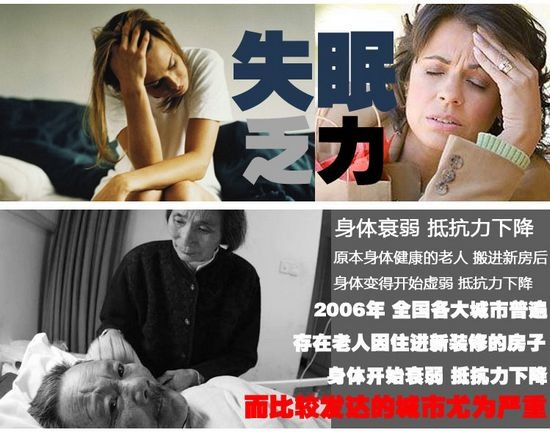 失眠
乏力
身体衰弱 抵抗力下降
原本身体健康的老人 搬进新房后
身体变得开始虚弱 抵抗力下降
2006年 全国各大城市普遍
存在老人因住进新装修的房子
身体开始衰弱 抵抗力下降
而比较发达的城市尤为严重